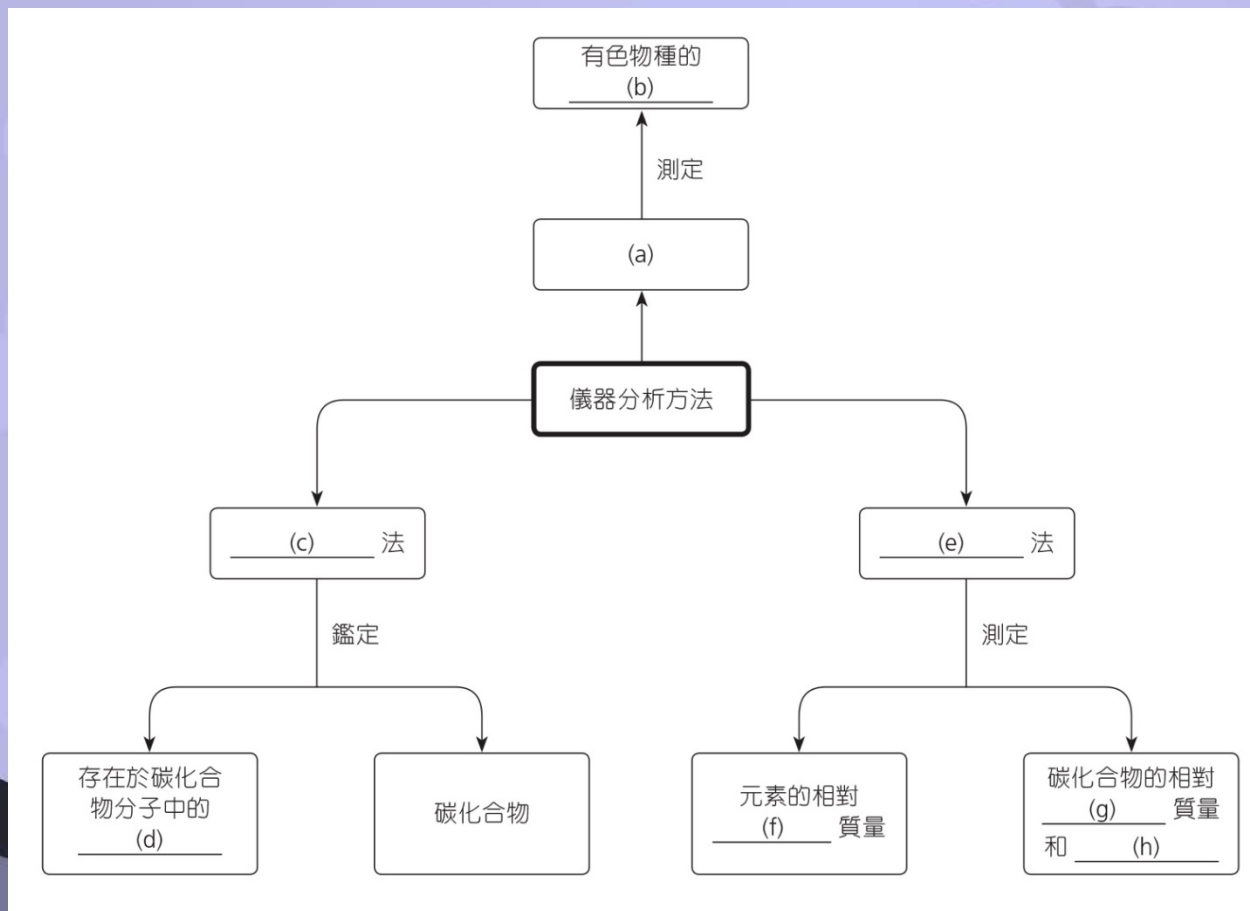 有色物種的
(b)
測定
(a)
儀器分析方法
(c) 法
(e) 法
鑑定
測定
存在於碳化合
物分子中的
(d)
碳化合物
元素的相對
(f) 質量
碳化合物的相對
(g) 質量
和 (h)